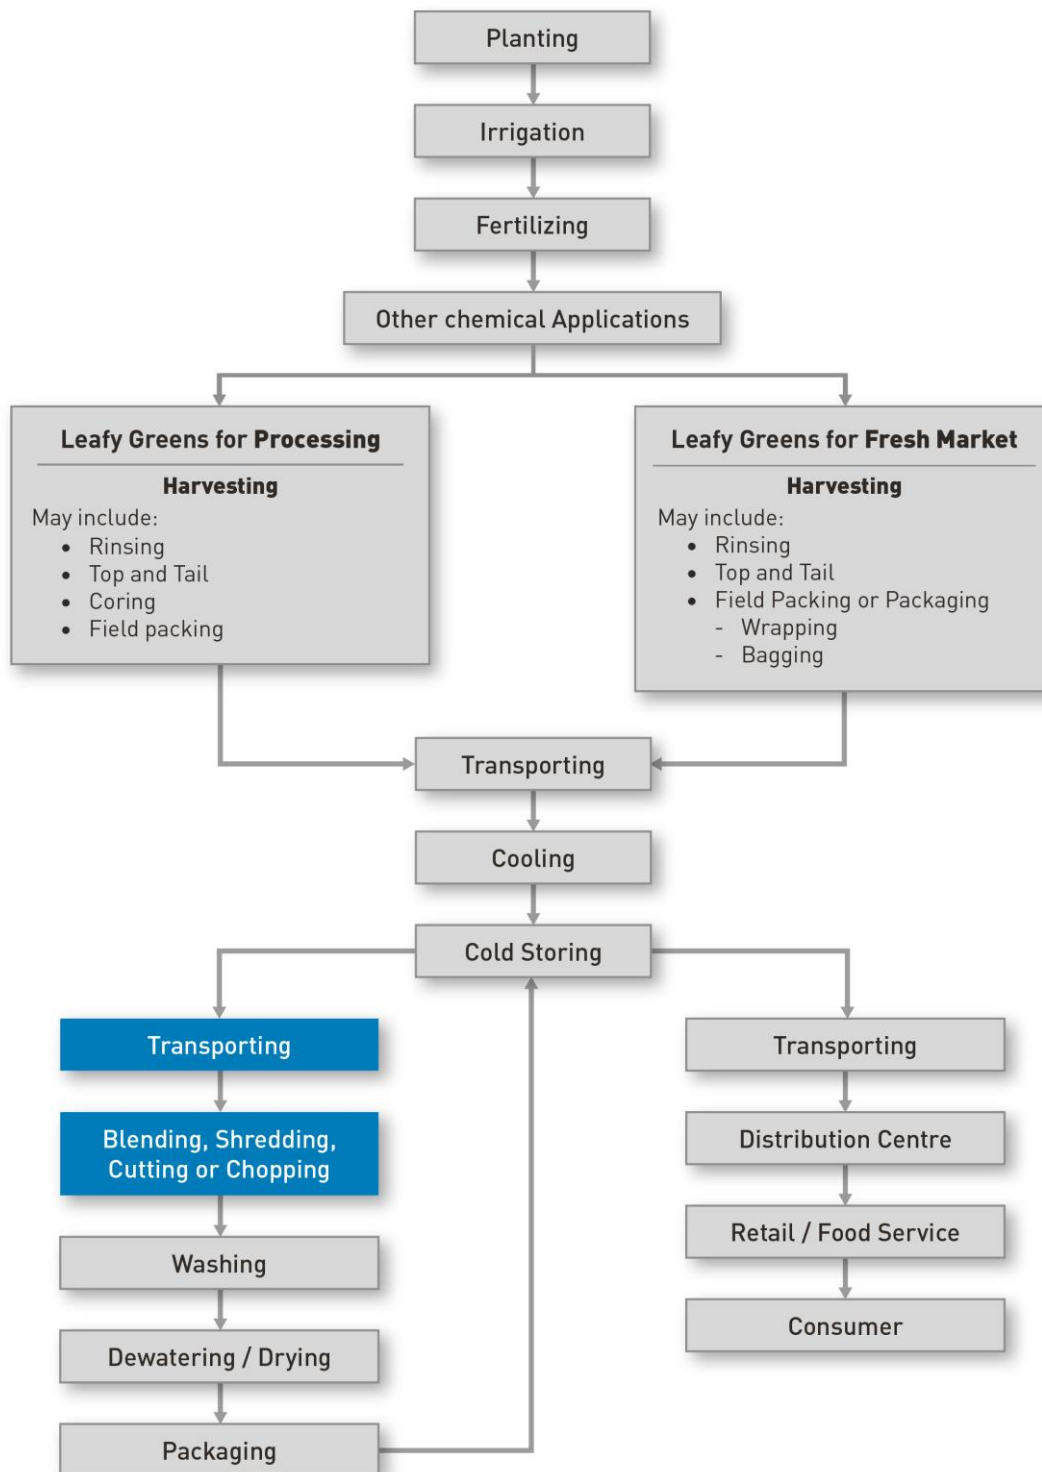 Planting
Irrigation
Fertilizing
Other chemical Applications
Leafy Greens for Processing
Harvesting
May include:
• Rinsing
• Top and Tail
• Coring
• Field packing
Leafy Greens for Fresh Market
Harvesting
May include:
• Rinsing
• Top and Tail
• Field Packing or Packaging
- Wrapping
- Bagging
Transporting
Cooling
Cold Storing
Transporting
Blending, Shredding,
Cutting or Chopping
Washing
Dewatering / Drying
Packaging
Transporting
Distribution Centre
Retail / Food Service
Consumer